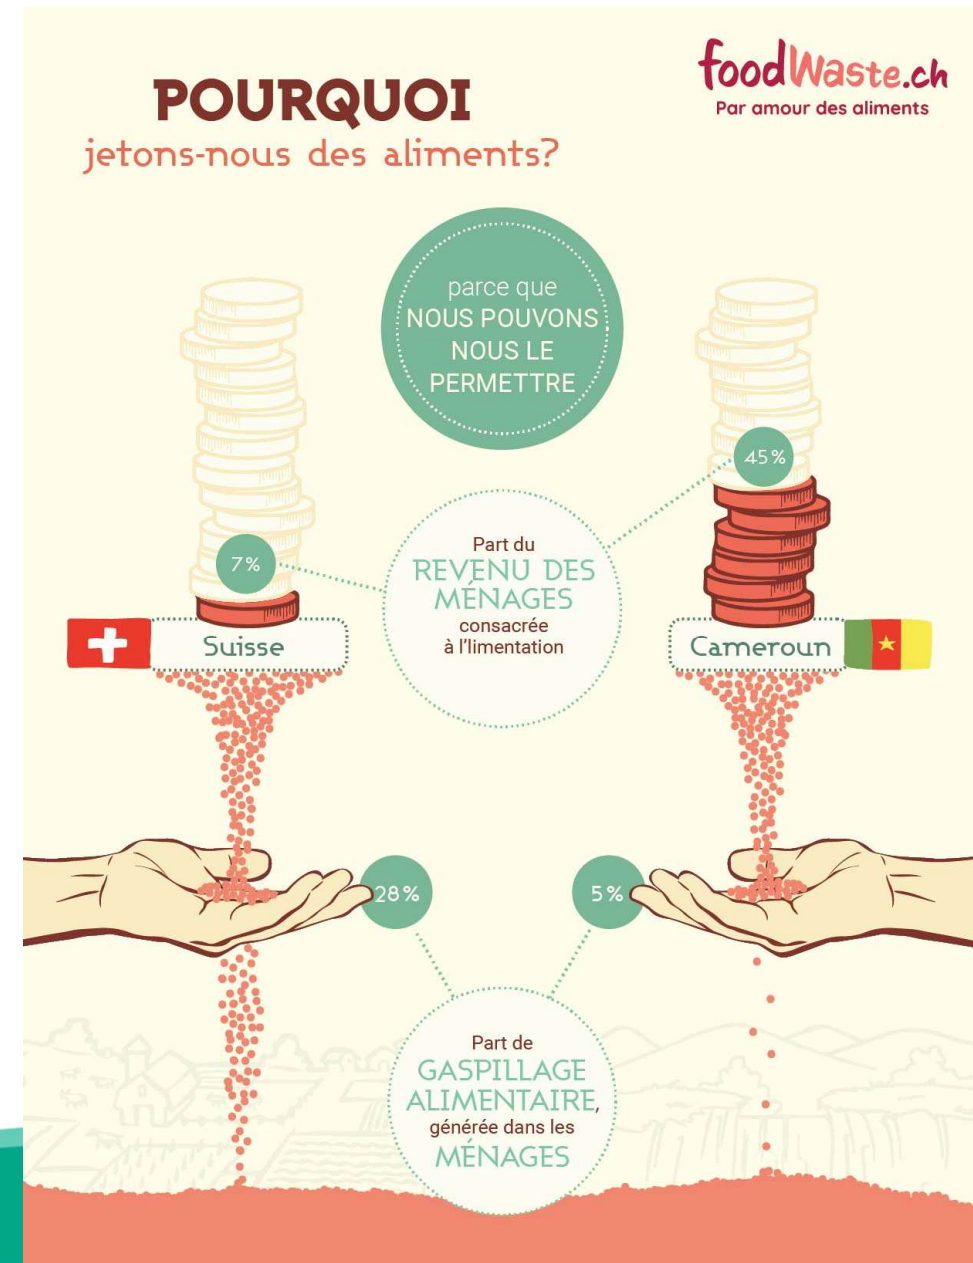 POURQUOI
jetons-nous des aliments?
foodWaste.ch
Par amour des aliments
parce que
NOUS POUVONS
NOUS LE
PERMETTRE
45%
7%
Part du
REVENU DES
MÉNAGES
consacrée
à l'limentation
Suisse
Cameroun
28%
5%
Part de
GASPILLAGE
ALIMENTAIRE,
générée dans les
MÉNAGES